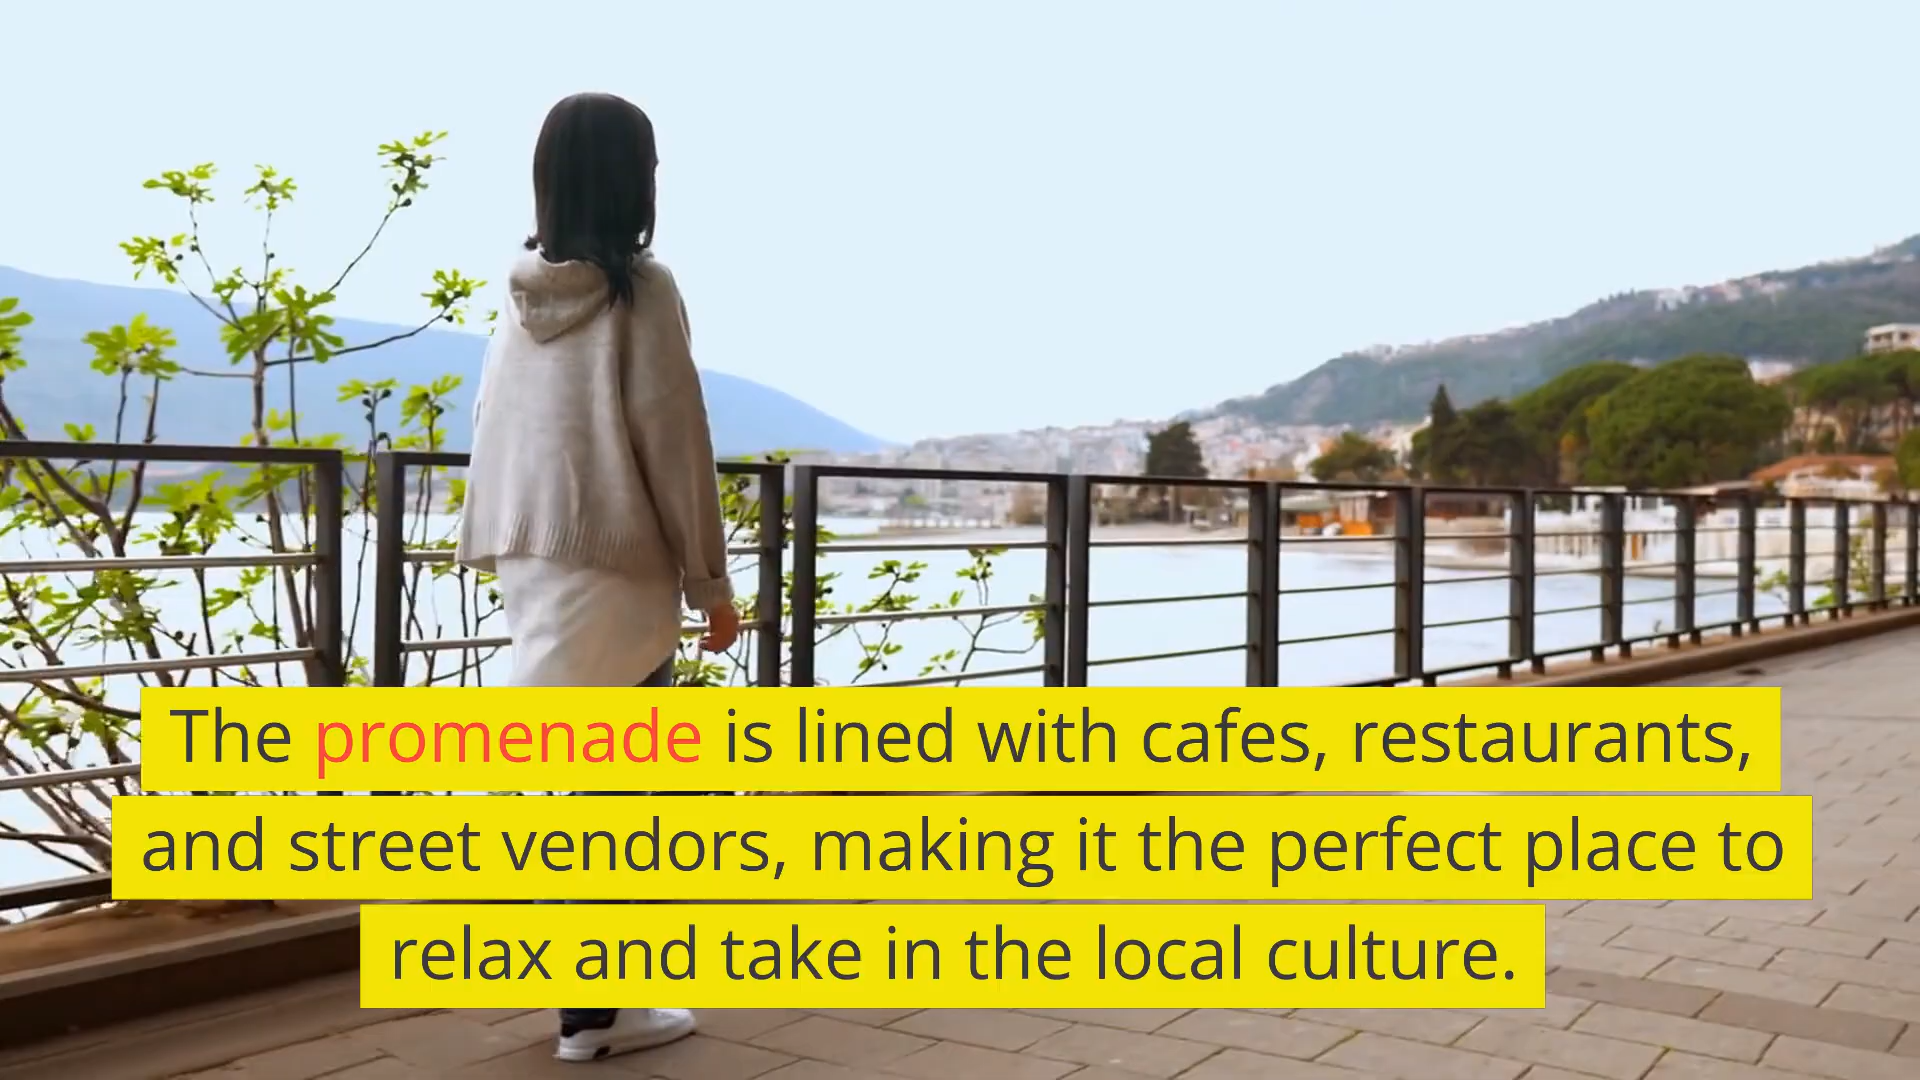 The promenade is lined with cafes, restaurants,
and street vendors, making it the perfect place to
relax and take in the local culture.